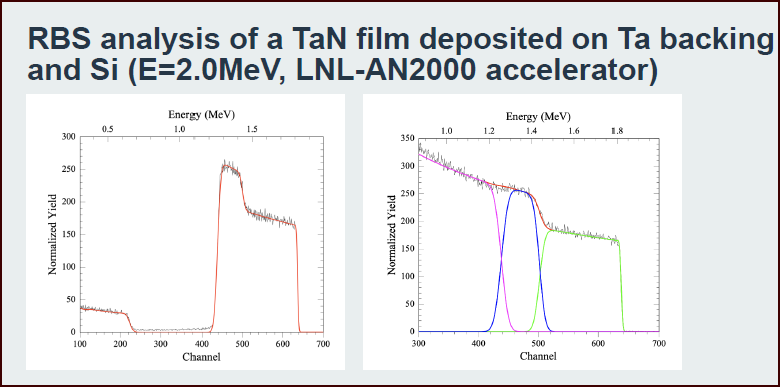 RBS analysis of a TaN film deposited on Ta backing
and Si (E=2.0MeV, LNL-AN2000 accelerator)
Energy (MeV)
0.5 1.0 1.5
300
250
200
150
100
50
0
Normalized Yield
100 200 300 400 500 600 700
Channel
Energy (MeV)
1.0 1.2 1.4 1.6 1.8
350
300
250
200
150
100
50
0
Normalized Yield
300 400 500 600 700
Channel